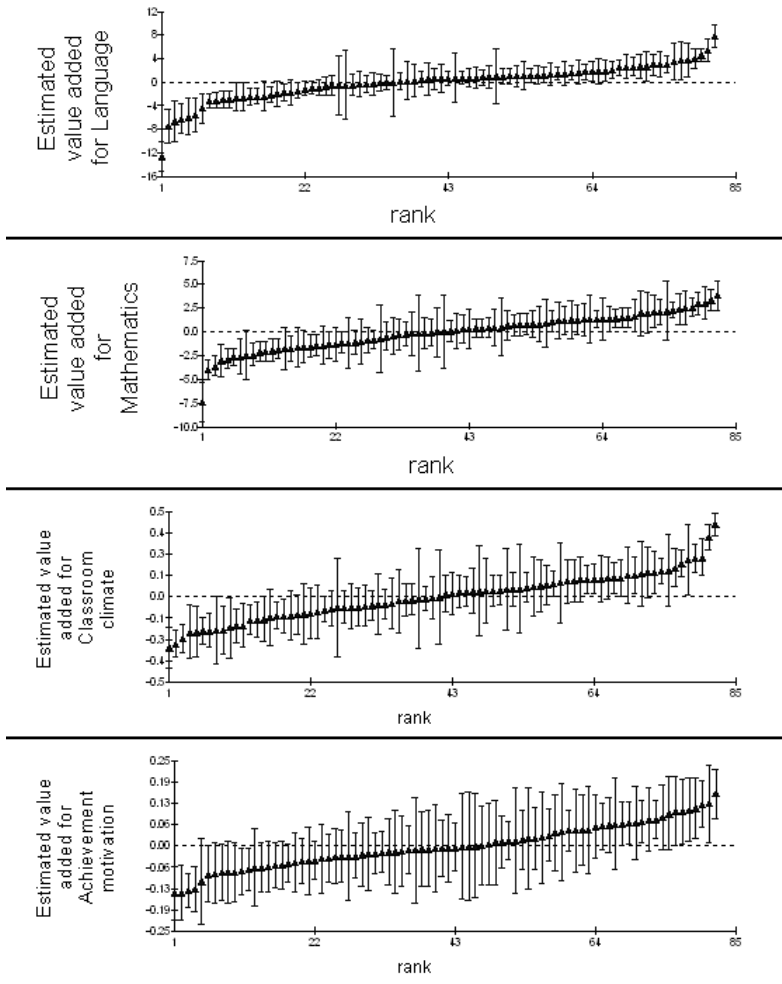 12
8
4
0
-4
-8
-12
-16
Estimated
value added
for Language
1
22
43
64
85
rank
7.5
5.0
2.5
0.0
-2.5
-5.0
-7.5
-10.0
Estimated
value added
for
Mathematics
1
22
43
64
85
rank
0.5
0.4
0.3
0.1
0.0
-0.1
-0.3
-0.4
-0.5
Estimated value
added for
Classroom
climate
1
22
43
64
85
rank
0.25
0.19
0.13
0.06
0.00
-0.06
-0.13
-0.19
-0.25
Estimated value
added for
Achievement
motivation
1
22
43
64
85
rank